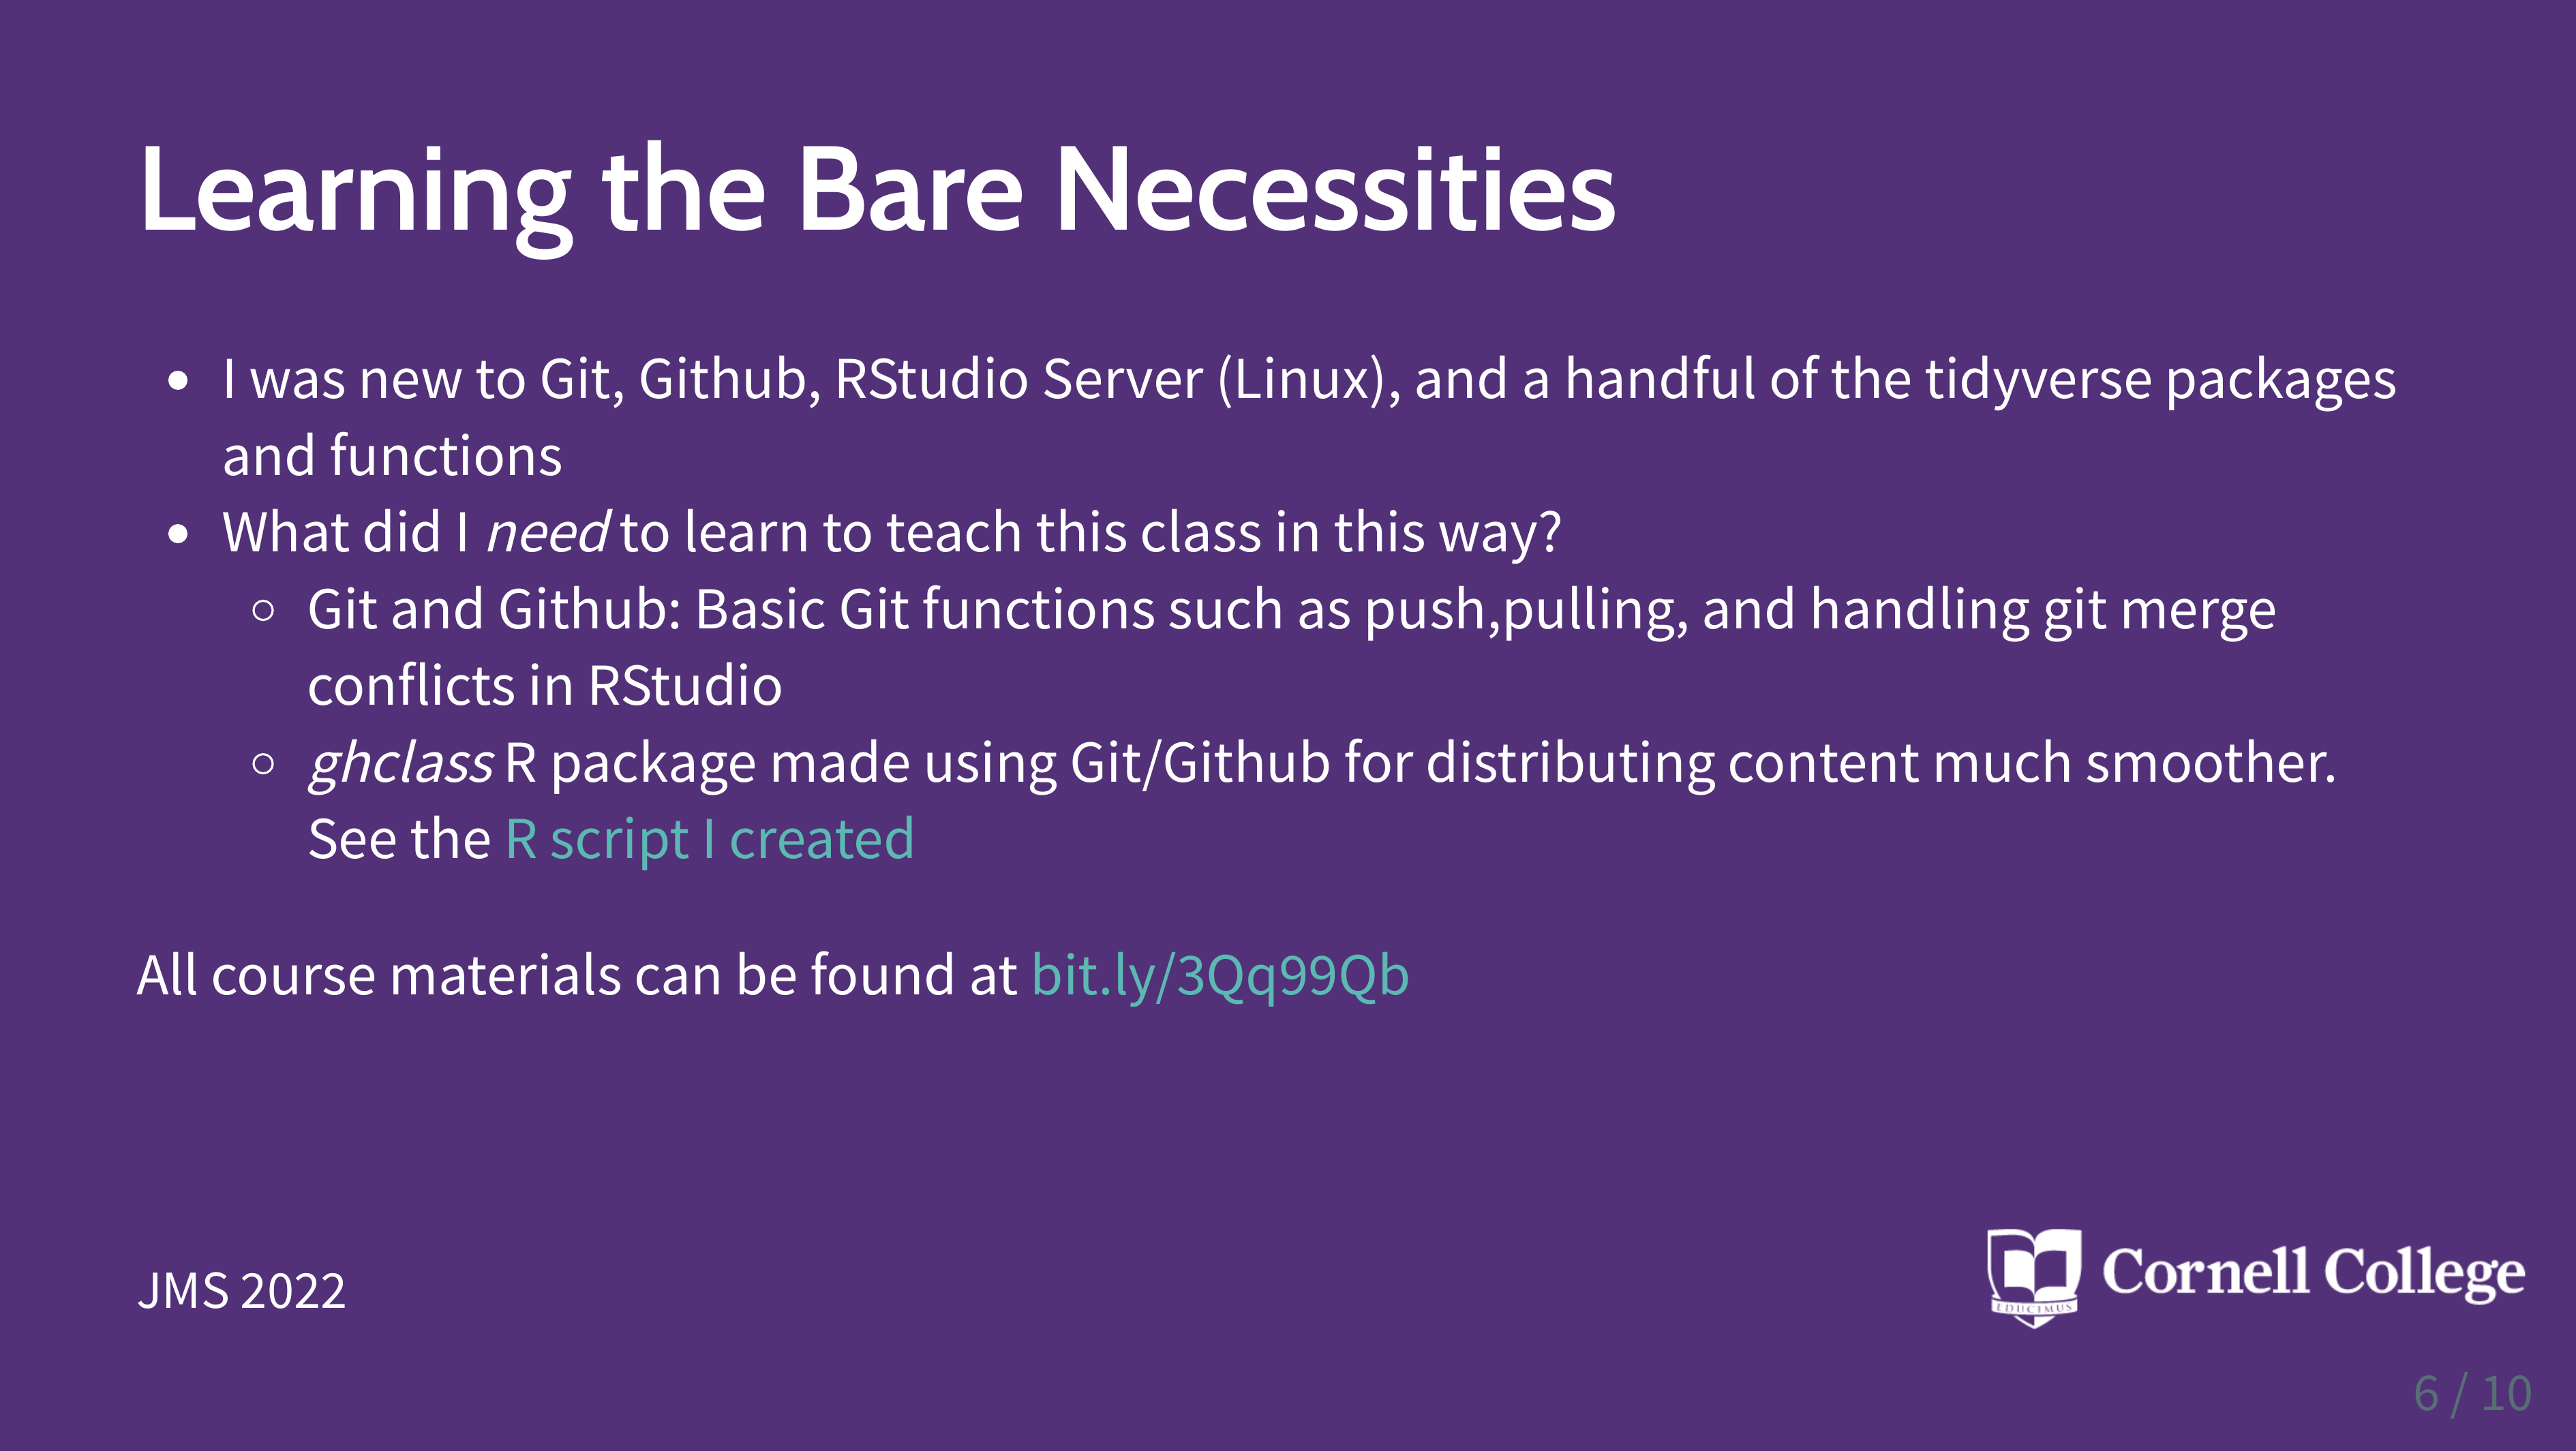 Learning the Bare Necessities
• I was new to Git, Github, RStudio Server (Linux), and a handful of the tidyverse packages
and functions
• What did I need to learn to teach this class in this way?
○ Git and Github: Basic Git functions such as push,pulling, and handling git merge
conflicts in RStudio
○ ghclass R package made using Git/Github for distributing content much smoother.
See the R script I created
All course materials can be found at bit.ly/3Qq99Qb
JMS 2022
EDUCIMUS
Cornell College
6 / 10